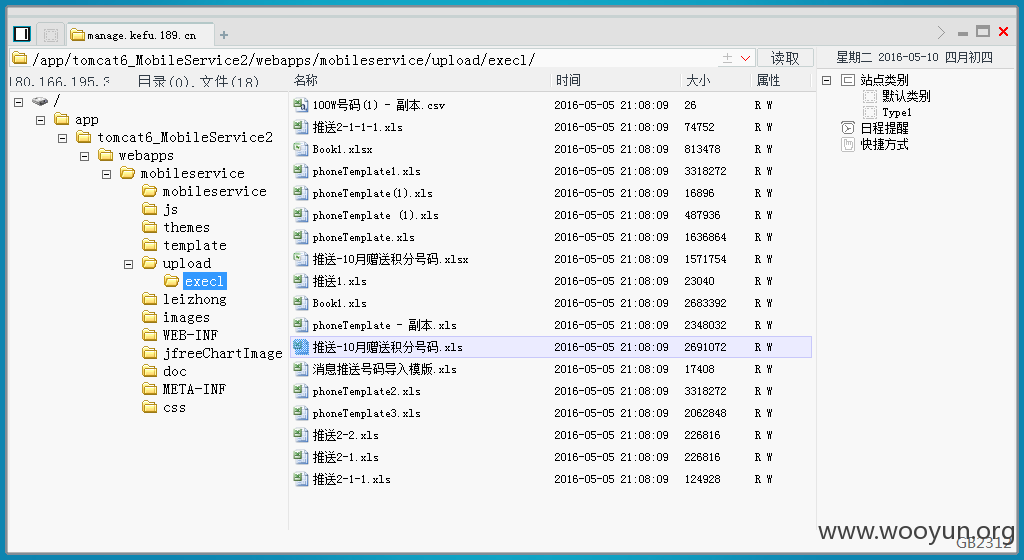 manage.kefu.189.cn
/app/tomcat6_MobileService2/webapps/mobileservice/upload/execl/
读取
星期二 2016-05-10 四月初四
目录(0),文件(18)
名称 时间 大小 属性
/
app
tomcat6_MobileService2
webapps
mobileservice
mobileservice
js
themes
template
upload
execl
leizhong
images
WEB-INF
jfreeChartImage
doc
META-INF
css
100W号码(1) - 副本.csv 2016-05-05 21:08:09 26 R W
推送2-1-1-1.xls 2016-05-05 21:08:09 74752 R W
Book1.xlsx 2016-05-05 21:08:09 813478 R W
phoneTemplate1.xls 2016-05-05 21:08:09 3318272 R W
phoneTemplate(1).xls 2016-05-05 21:08:09 16896 R W
phoneTemplate (1).xls 2016-05-05 21:08:09 487936 R W
phoneTemplate.xls 2016-05-05 21:08:09 1636864 R W
推送-10月赠送积分号码.xlsx 2016-05-05 21:08:09 1571754 R W
推送1.xls 2016-05-05 21:08:09 23040 R W
Book1.xls 2016-05-05 21:08:09 2683392 R W
phoneTemplate - 副本.xls 2016-05-05 21:08:09 2348032 R W
推送-10月赠送积分号码.xls 2016-05-05 21:08:09 2691072 R W
消息推送号码导入模版.xls 2016-05-05 21:08:09 17408 R W
phoneTemplate2.xls 2016-05-05 21:08:09 3318272 R W
phoneTemplate3.xls 2016-05-05 21:08:09 2062848 R W
推送2-2.xls 2016-05-05 21:08:09 226816 R W
推送2-1.xls 2016-05-05 21:08:09 226816 R W
推送2-1-1.xls 2016-05-05 21:08:09 124928 R W
站点类别
默认类别
Type1
日程提醒
快捷方式
www.wooyun.org
GB2312